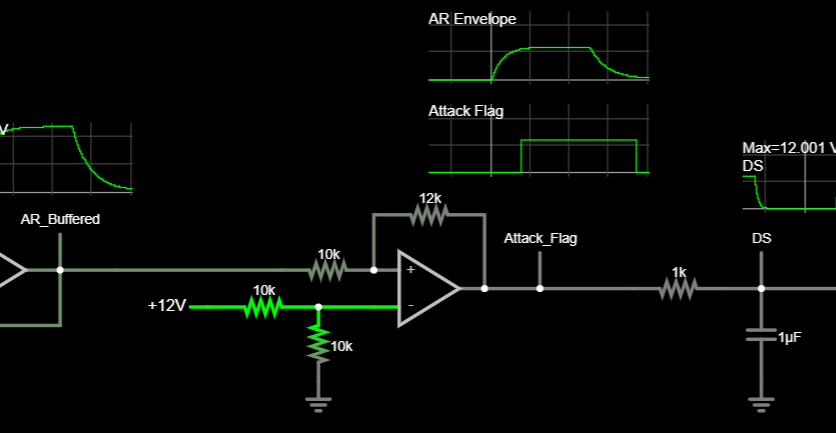 AR Envelope
Attack Flag
V
Max=12.001 V
DS
AR_Buffered
12k
Attack_Flag
DS
10k
+
1k
10k
+12V
-
10k
1µF